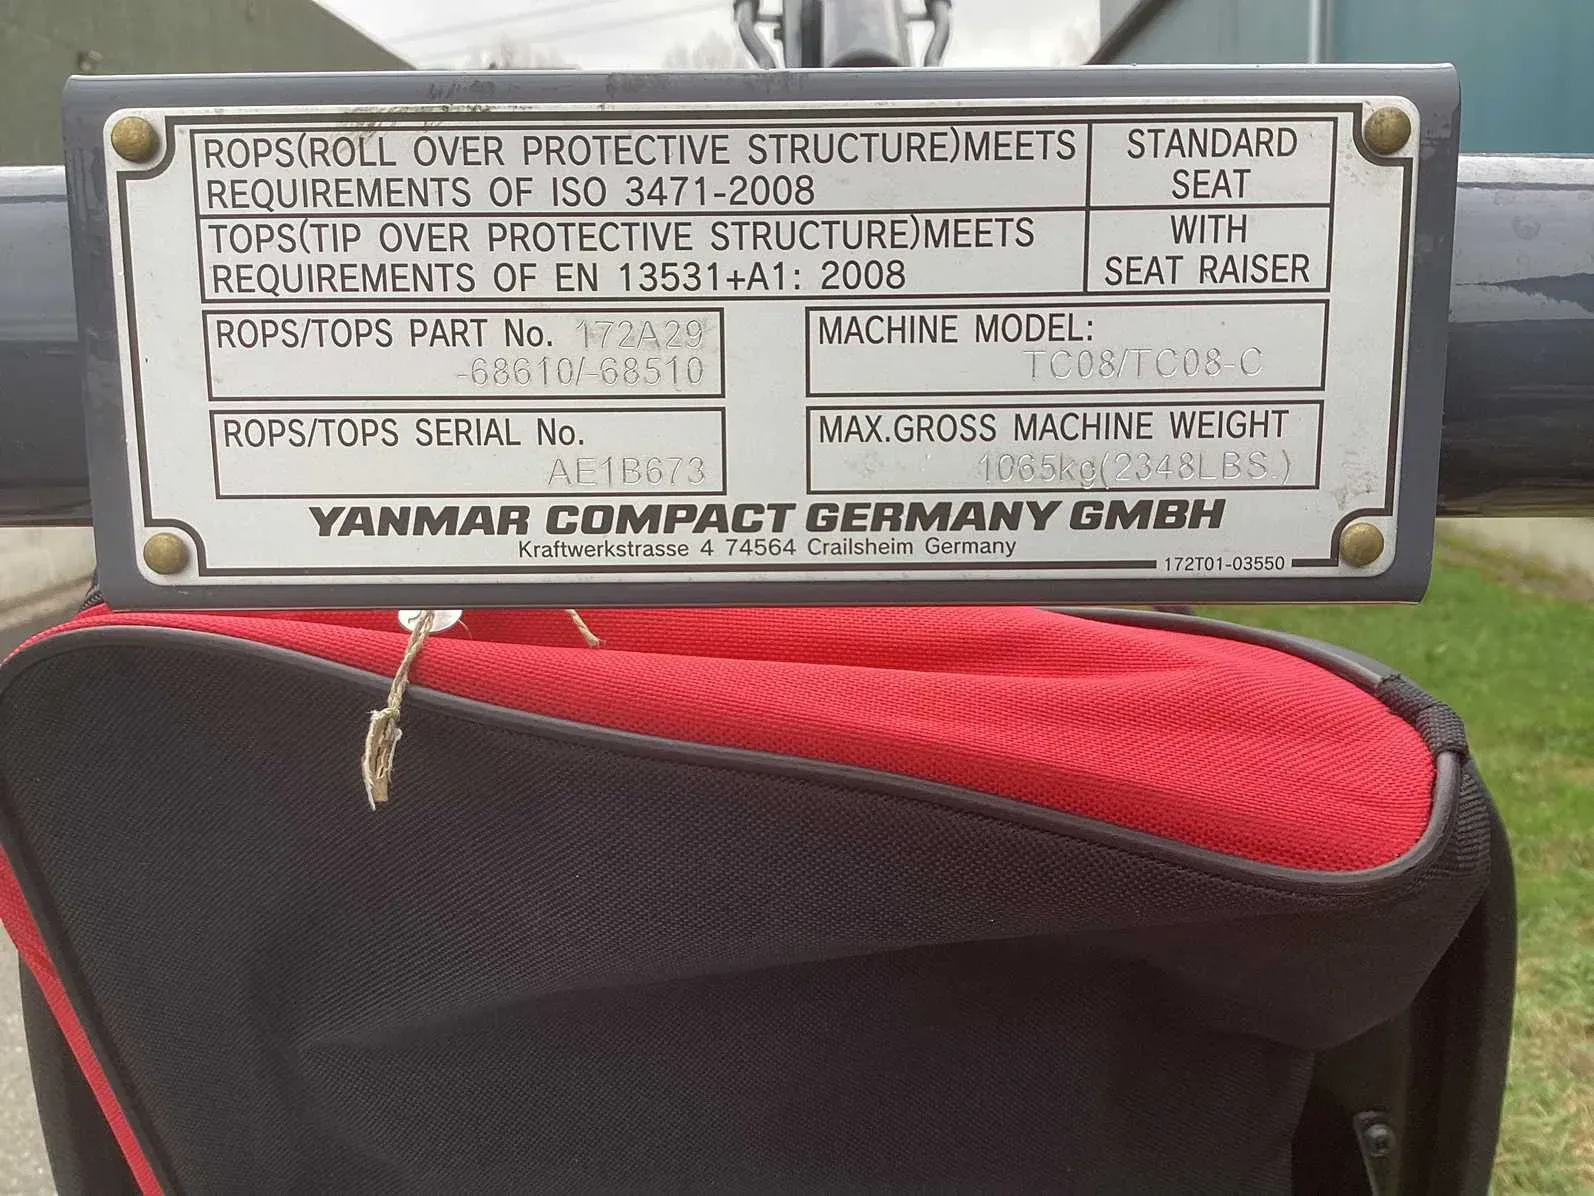 ROPS(ROLL OVER PROTECTIVE STRUCTURE)MEETS
REQUIREMENTS OF ISO 3471-2008
STANDARD
SEAT
TOPS(TIP OVER PROTECTIVE STRUCTURE)MEETS
REQUIREMENTS OF EN 13531+A1: 2008
WITH
SEAT RAISER
ROPS/TOPS PART No. 172A29
-68610/-68510
MACHINE MODEL:
TC08/TC08-C
ROPS/TOPS SERIAL No.
AE1B673
MAX.GROSS MACHINE WEIGHT
1065kg(2348LBS.)
YANMAR COMPACT GERMANY GMBH
Kraftwerkstrasse 4 74564 Crailsheim Germany
172T01-03550